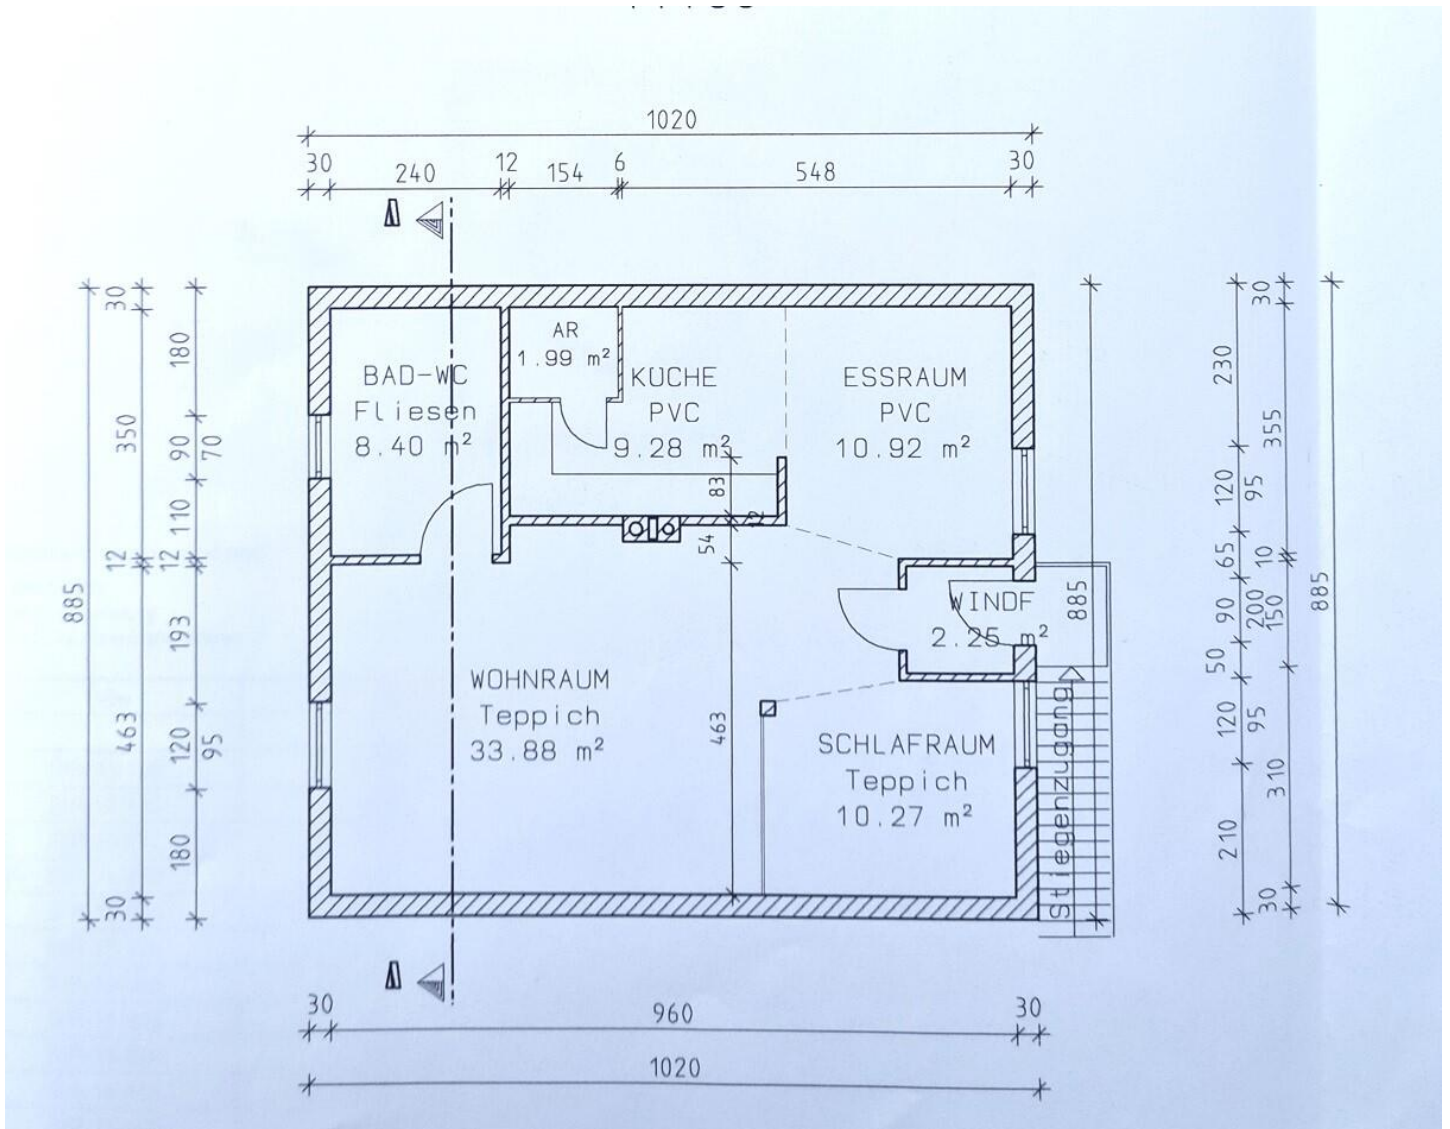 1020
30 240 12 154 6 548 30
A
AR
1.99 m²
BAD-WC
Fliesen
8.40 m²
KÜCHE
PVC
9.28 m²
ESSRAUM
PVC
10.92 m²
83
12
54
463
WINDF
2.25 m²
WOHNRAUM
Teppich
33.88 m²
SCHLAFRAUM
Teppich
10.27 m²
Stiegenzugang
885
885
30
350
12
463
30
180
90
70
110
12
193
120
95
180
230
120
95
65
90
200
50
120
95
210
30
355
10
150
310
30
885
A
30 960 30
1020